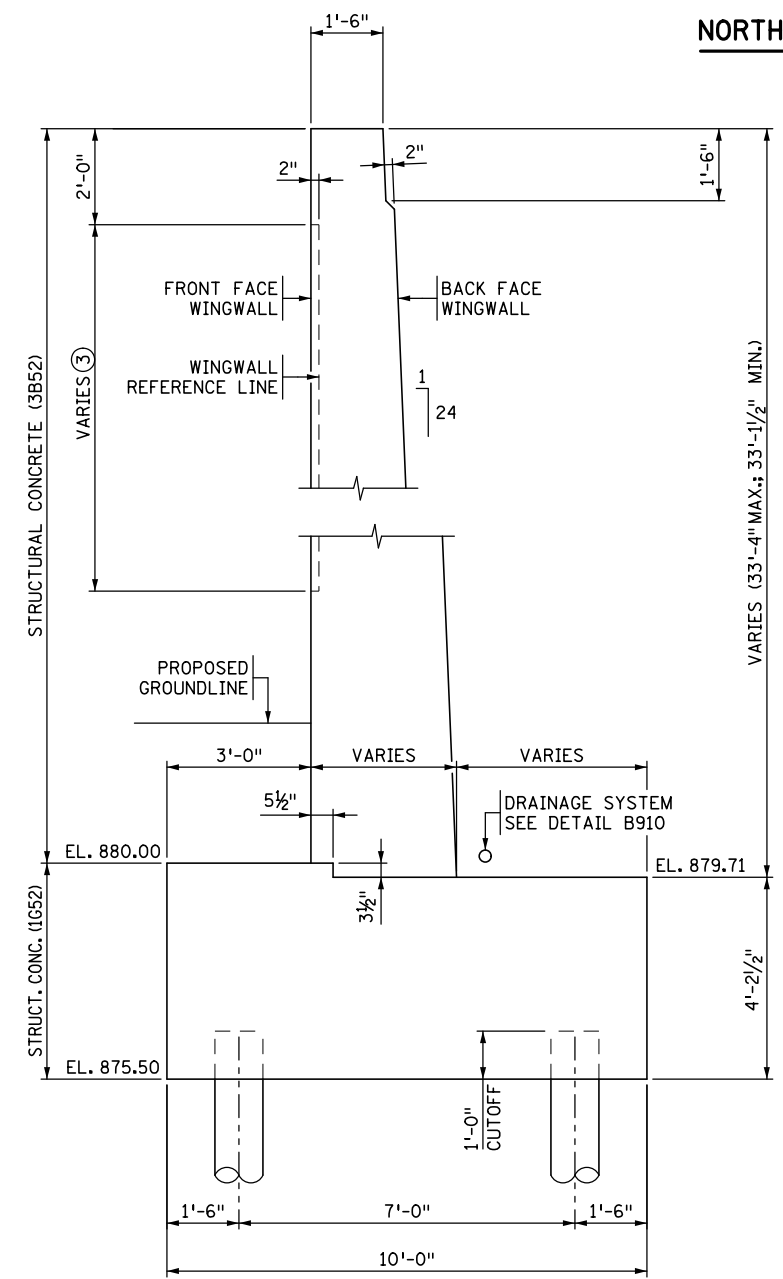 NORTH
1'-6"
2'-0"
2"
2"
1'-6"
FRONT FACE
WINGWALL
BACK FACE
WINGWALL
WINGWALL
REFERENCE LINE
1
24
VARIES 3
STRUCTURAL CONCRETE (3B52)
VARIES (33'-4" MAX.; 33'-1½" MIN.)
PROPOSED
GROUNDLINE
3'-0"
VARIES
VARIES
5½"
DRAINAGE SYSTEM
SEE DETAIL B910
EL. 880.00
EL. 879.71
3½"
STRUCT. CONC. (1G52)
4'-2½"
EL. 875.50
1'-0"
CUTOFF
1'-6"
7'-0"
1'-6"
10'-0"